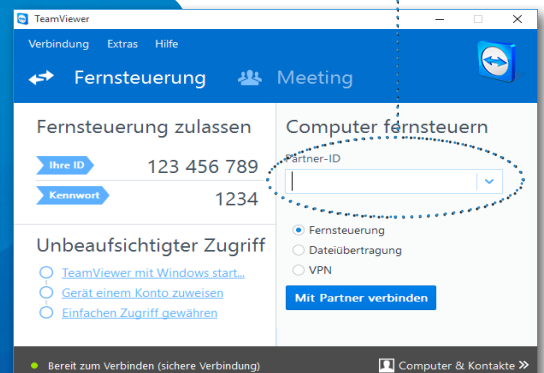 TeamViewer
Verbindung Extras Hilfe
Fernsteuerung Meeting
Fernsteuerung zulassen
Ihre ID 123 456 789
Kennwort 1234
Unbeaufsichtigter Zugriff
TeamViewer mit Windows start...
Gerät einem Konto zuweisen
Einfachen Zugriff gewähren
Computer fernsteuern
Partner-ID
Fernsteuerung
Dateiübertragung
VPN
Mit Partner verbinden
Bereit zum Verbinden (sichere Verbindung)
Computer & Kontakte